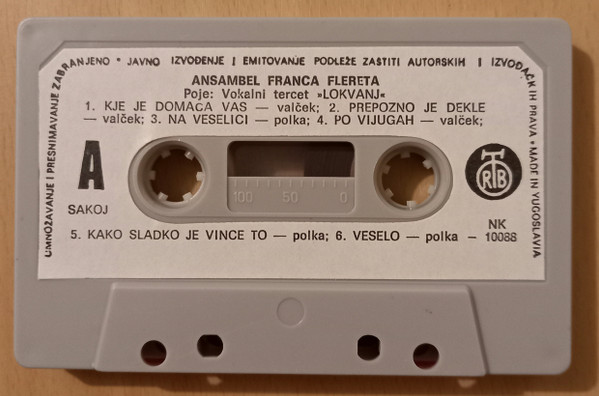 UMNOŽAVANJE I PRESNIMAVANJE ZABRANJENO • JAVNO IZVOĐENJE I EMITOVANJE PODLEŽE ZAŠTITI AUTORSKIH I IZVOĐAČKIH PRAVA • MADE IN YUGOSLAVIA
ANSAMBEL FRANCA FLERETA
Poje: Vokalni tercet »LOKVANJ«
1. KJE JE DOMAČA VAS — valček; 2. PREPOZNO JE DEKLE
— valček; 3. NA VESELICI — polka; 4. PO VIJUGAH — valček;
A
RTB
100 50 0
SAKOJ
NK
5. KAKO SLADKO JE VINCE TO — polka; 6. VESELO — polka – 10088